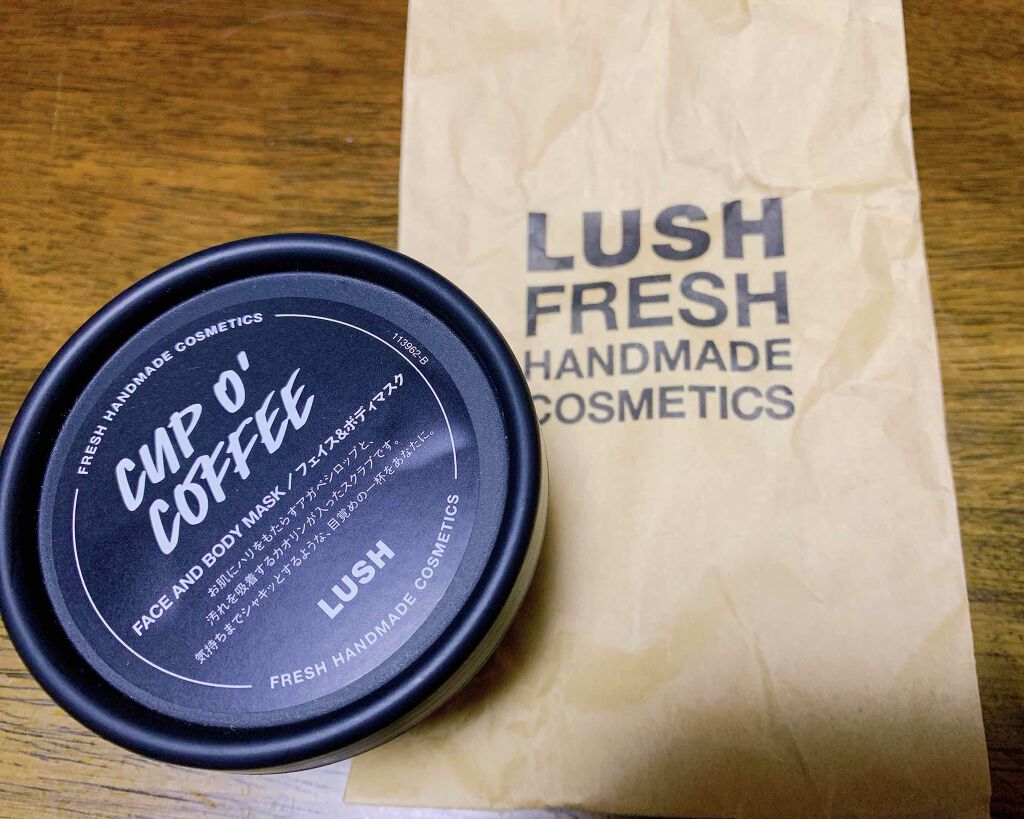 FRESH HANDMADE COSMETICS
113962-B
CUP O'
COFFEE
FACE AND BODY MASK / フェイス&ボディマスク
お肌にハリをもたらすアガベシロップと、
汚れを吸着するカオリンが入ったスクラブです。
気持ちまでシャキッとするような、目覚めの一杯をあなたに。
LUSH
FRESH HANDMADE COSMETICS
LUSH
FRESH
HANDMADE
COSMETICS